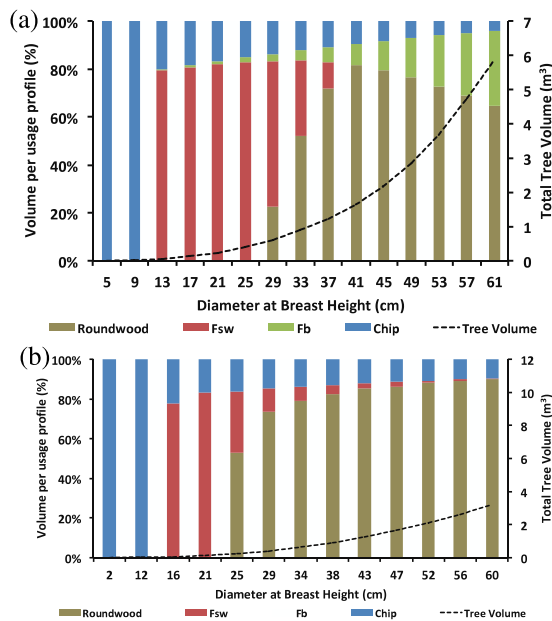 (a)
Volume per usage profile (%)
100%
80%
60%
40%
20%
0%
7
6
5
4
3
2
1
0
Total Tree Volume (m³)
5 9 13 17 21 25 29 33 37 41 45 49 53 57 61
Diameter at Breast Height (cm)
Roundwood Fsw Fb Chip Tree Volume
(b)
Volume per usage profile (%)
100%
80%
60%
40%
20%
0%
12
10
8
6
4
2
0
Total Tree Volume (m³)
2 12 16 21 25 29 34 38 43 47 52 56 60
Diameter at Breast Height (cm)
Roundwood Fsw Fb Chip Tree Volume